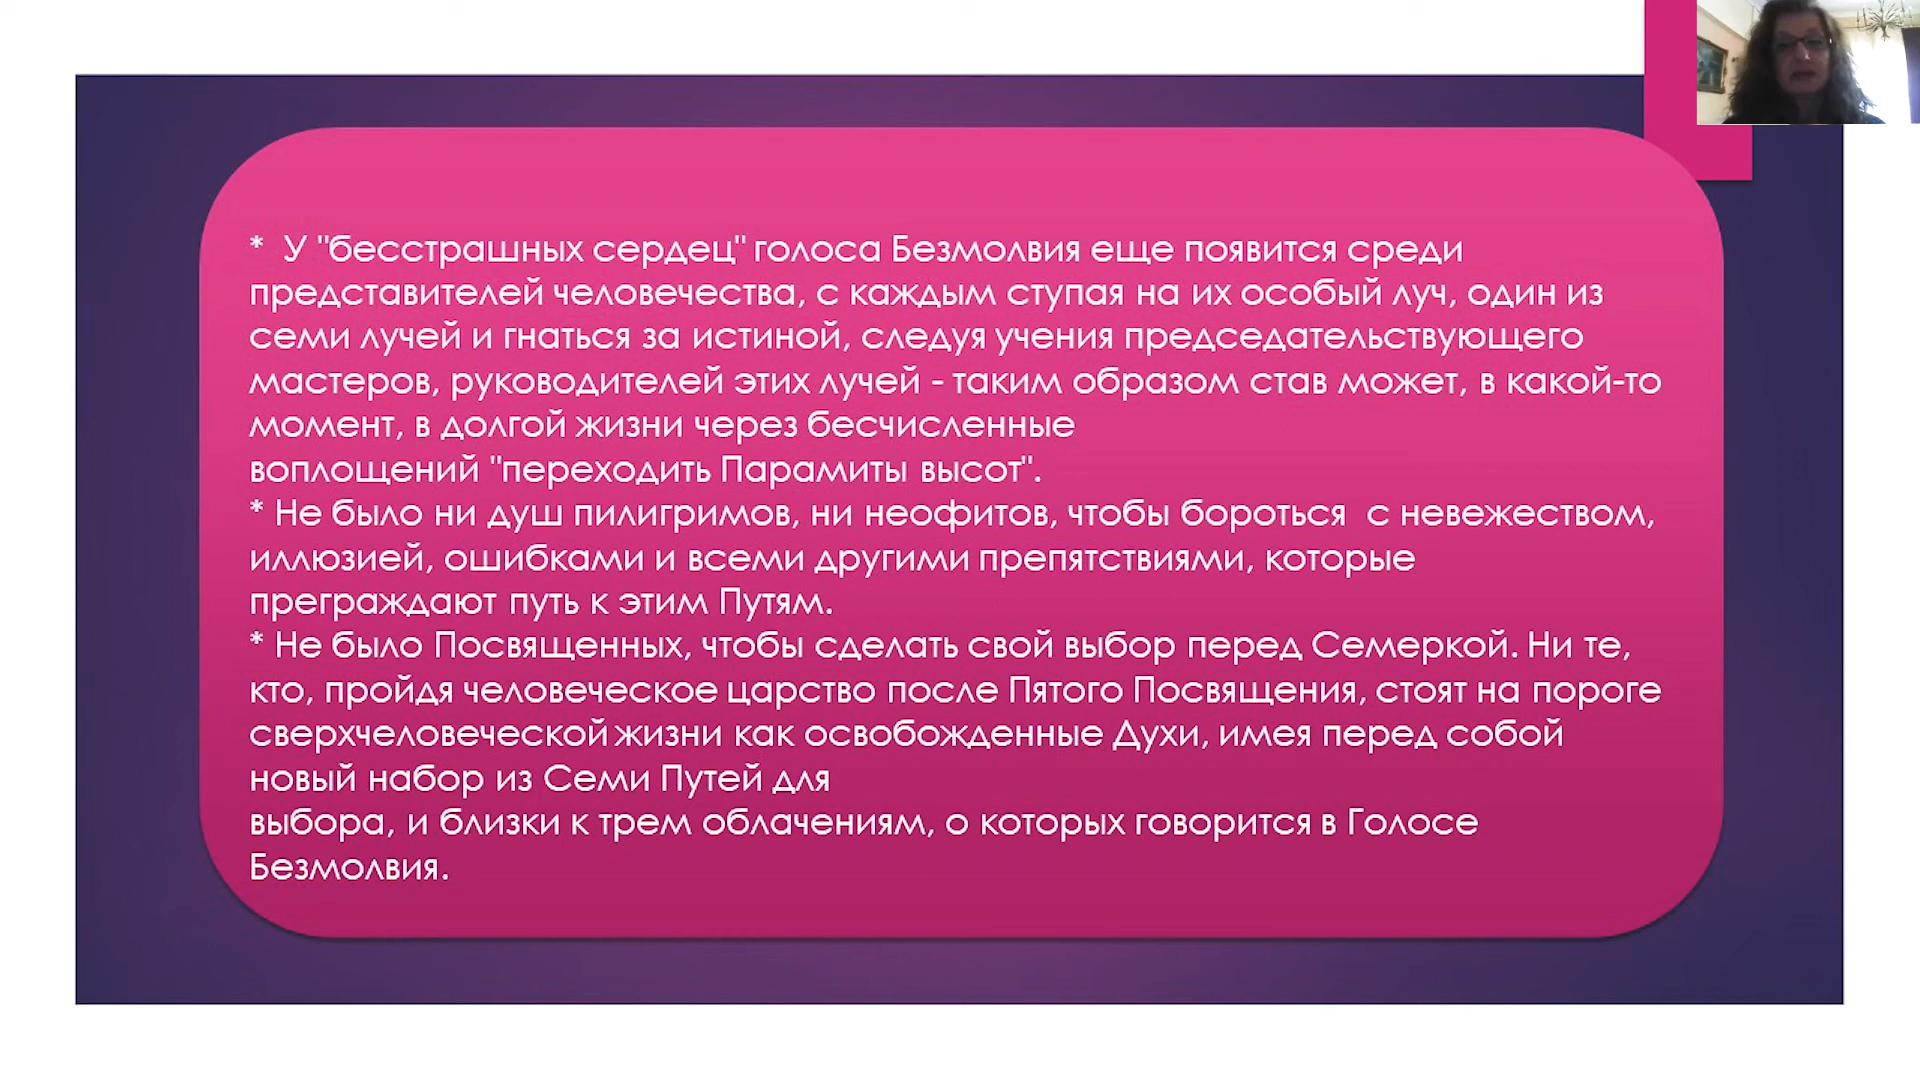 * У "бесстрашных сердец" голоса Безмолвия еще появится среди
представителей человечества, с каждым ступая на их особый луч, один из
семи лучей и гнаться за истиной, следуя учения председательствующего
мастеров, руководителей этих лучей - таким образом став может, в какой-то
момент, в долгой жизни через бесчисленные
воплощений "переходить Парамиты высот".
* Не было ни душ пилигримов, ни неофитов, чтобы бороться с невежеством,
иллюзией, ошибками и всеми другими препятствиями, которые
преграждают путь к этим Путям.
* Не было Посвященных, чтобы сделать свой выбор перед Семеркой. Ни те,
кто, пройдя человеческое царство после Пятого Посвящения, стоят на пороге
сверхчеловеческой жизни как освобожденные Духи, имея перед собой
новый набор из Семи Путей для
выбора, и близки к трем облачениям, о которых говорится в Голосе
Безмолвия.